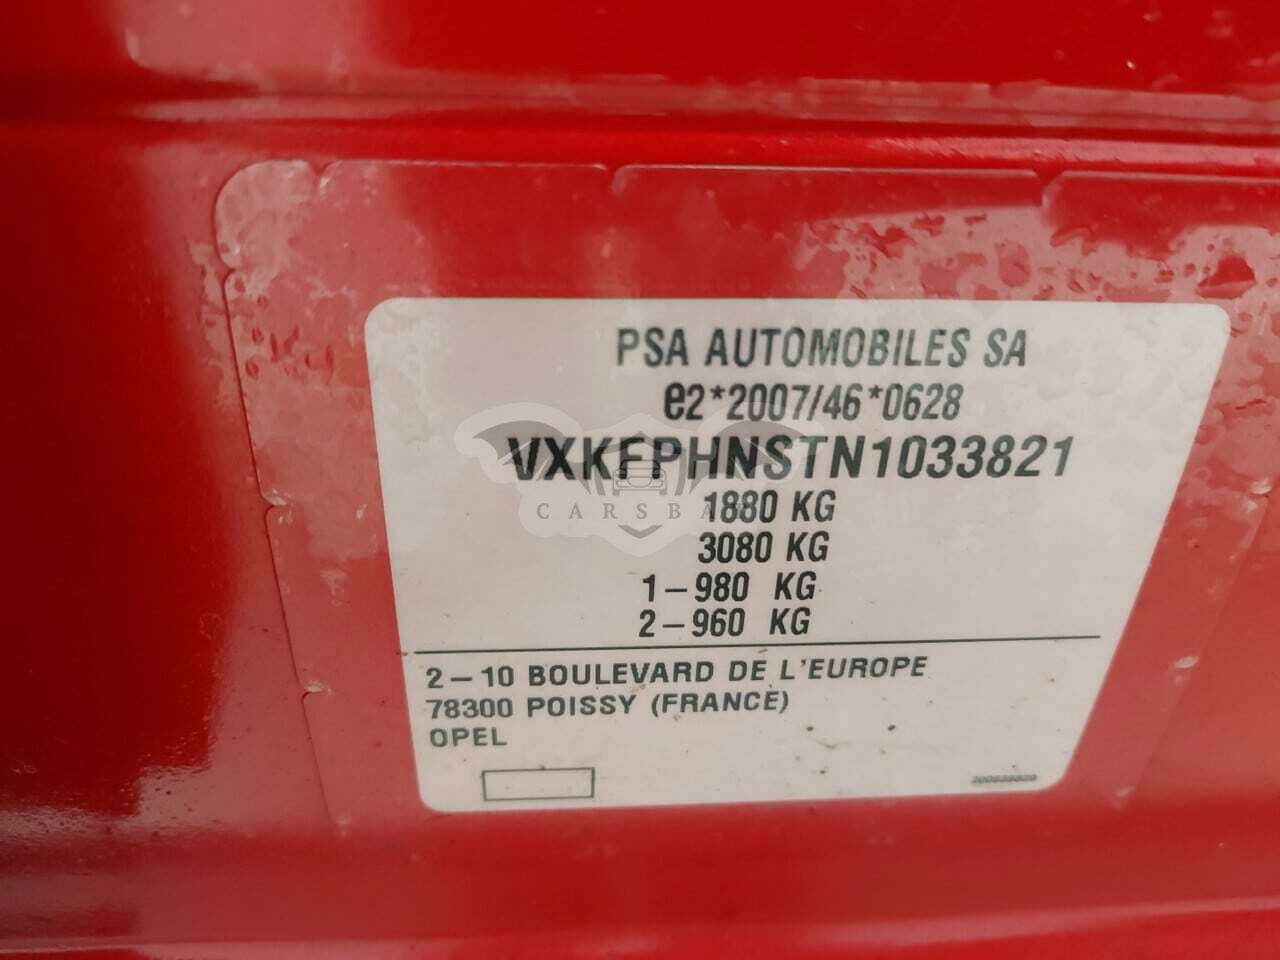 PSA AUTOMOBILES SA
e2*2007/46*0628
VXKFPHNSTN1033821
CARSBA
1880 KG
3080 KG
1-980 KG
2-960 KG
2-10 BOULEVARD DE L'EUROPE
78300 POISSY (FRANCE)
OPEL